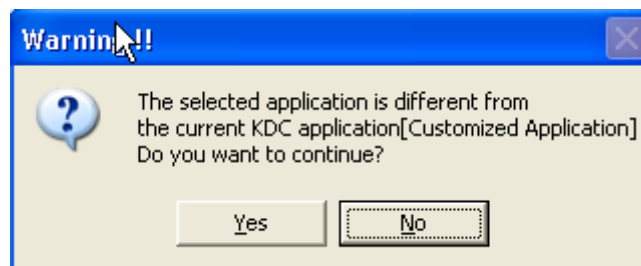 Warning!!!
The selected application is different from
the current KDC application[Customized Application]
Do you want to continue?
Yes
No